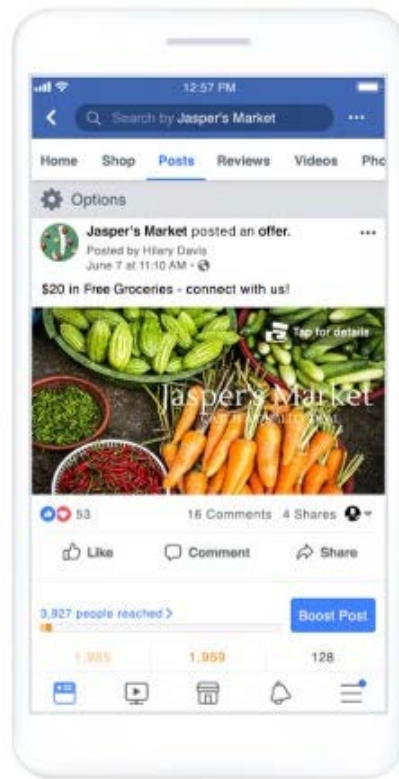 12:57 PM
Search by Jasper's Market
Home Shop Posts Reviews Videos Pho
Options
Jasper's Market posted an offer.
Posted by Hilary Davis
June 7 at 11:10 AM
$20 in Free Groceries - connect with us!
Tap for details
Jasper's Market
53 16 Comments 4 Shares
Like Comment Share
3,927 people reached
Boost Post
1,985 1,959 128